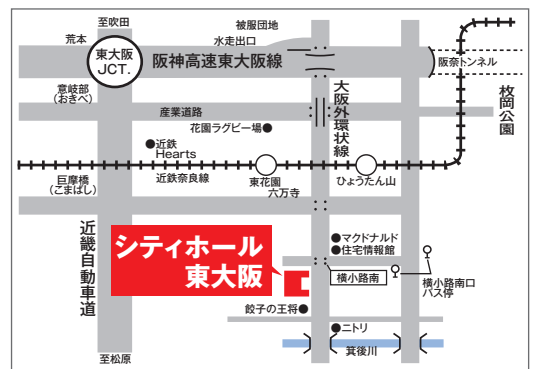 至吹田
被服団地
荒本
水走出口
東大阪
JCT.
阪神高速東大阪線
阪奈トンネル
意岐部
(おきべ)
産業道路
大阪外環状線
枚岡公園
花園ラグビー場
近鉄
Hearts
巨摩橋
(こまばし)
近鉄奈良線
東花園
六万寺
ひょうたん山
近畿自動車道
シティホール
東大阪
マクドナルド
住宅情報館
横小路南
横小路南口
バス停
餃子の王将
ニトリ
箕後川
至松原